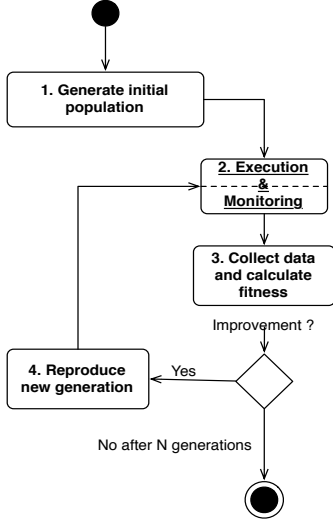 1. Generate initial
population
2. Execution
&
Monitoring
3. Collect data
and calculate
fitness
Improvement ?
4. Reproduce
new generation
Yes
No after N generations